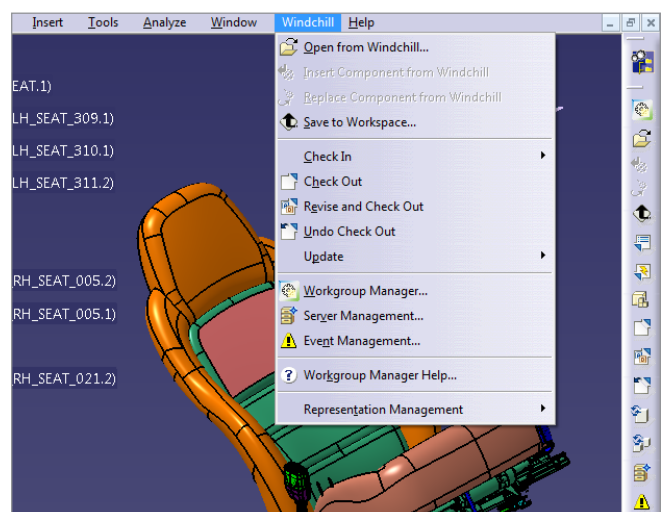 Insert Tools Analyze Window Windchill Help
Open from Windchill...
Insert Component from Windchill
Replace Component from Windchill
Save to Workspace...
Check In
Check Out
Revise and Check Out
Undo Check Out
Update
Workgroup Manager...
Server Management...
Event Management...
Workgroup Manager Help...
Representation Management
EAT.1)
LH_SEAT_309.1)
LH_SEAT_310.1)
LH_SEAT_311.2)
RH_SEAT_005.2)
RH_SEAT_005.1)
RH_SEAT_021.2)